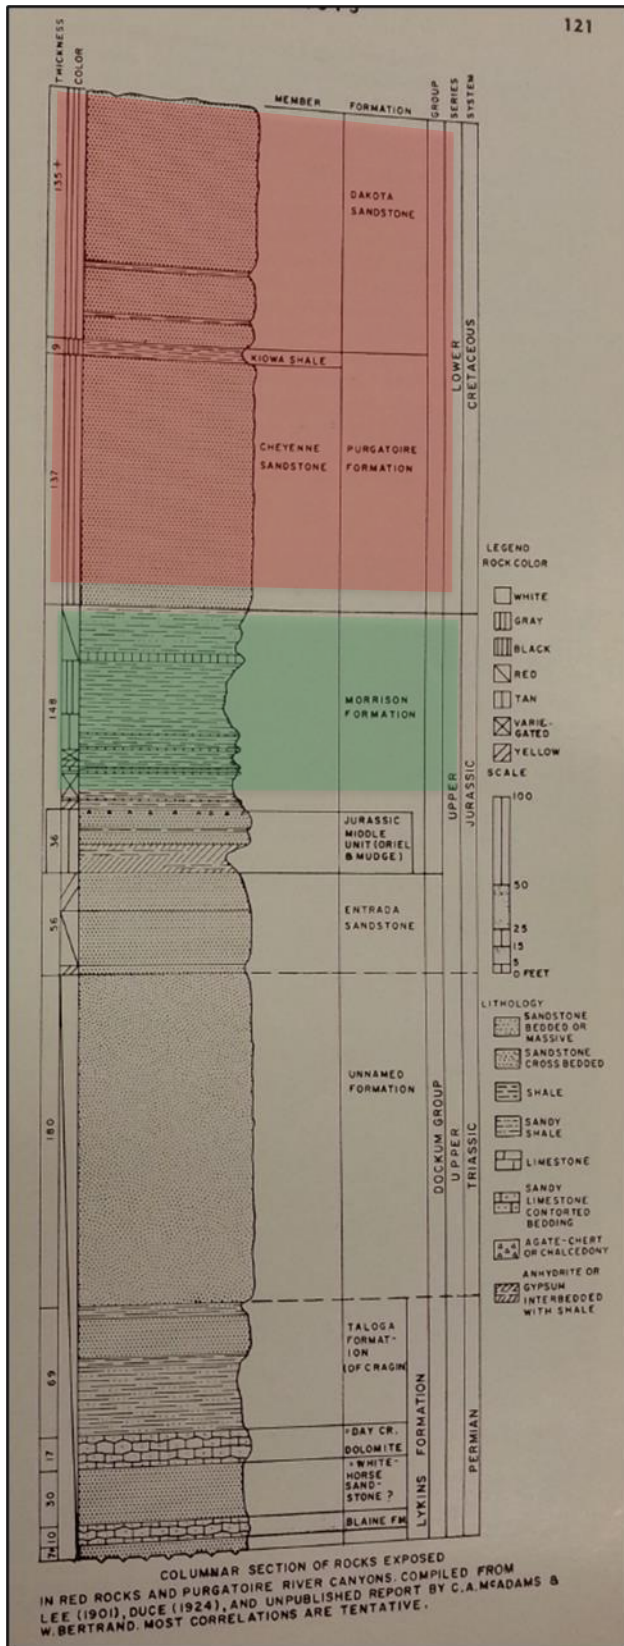 121
THICKNESS
COLOR
MEMBER
FORMATION
GROUP
SERIES
SYSTEM
135 +
DAKOTA
SANDSTONE
9
KIOWA SHALE
LOWER
CRETACEOUS
137
CHEYENNE
SANDSTONE
PURGATOIRE
FORMATION
148
MORRISON
FORMATION
UPPER
JURASSIC
36
JURASSIC
MIDDLE
UNIT (ORIEL
& MUDGE)
56
ENTRADA
SANDSTONE
180
UNNAMED
FORMATION
DOCKUM GROUP
UPPER
TRIASSIC
69
TALOGA
FORMAT-
ION
(OF CRAGIN)
17
DAY CR.
DOLOMITE
30
WHITE-
HORSE
SAND-
STONE ?
10
BLAINE FM
LYKINS FORMATION
PERMIAN
LEGEND
ROCK COLOR
WHITE
GRAY
BLACK
RED
TAN
VARIE-
GATED
YELLOW
SCALE
100
50
25
15
5
0 FEET
LITHOLOGY
SANDSTONE
BEDDED OR
MASSIVE
SANDSTONE
CROSS BEDDED
SHALE
SANDY
SHALE
LIMESTONE
SANDY
LIMESTONE
CONTORTED
BEDDING
AGATE-CHERT
OR CHALCEDONY
ANHYDRITE OR
GYPSUM
INTERBEDDED
WITH SHALE
COLUMNAR SECTION OF ROCKS EXPOSED
IN RED ROCKS AND PURGATOIRE RIVER CANYONS. COMPILED FROM
LEE (1901), DUCE (1924), AND UNPUBLISHED REPORT BY C.A. McADAMS &
W. BERTRAND. MOST CORRELATIONS ARE TENTATIVE.